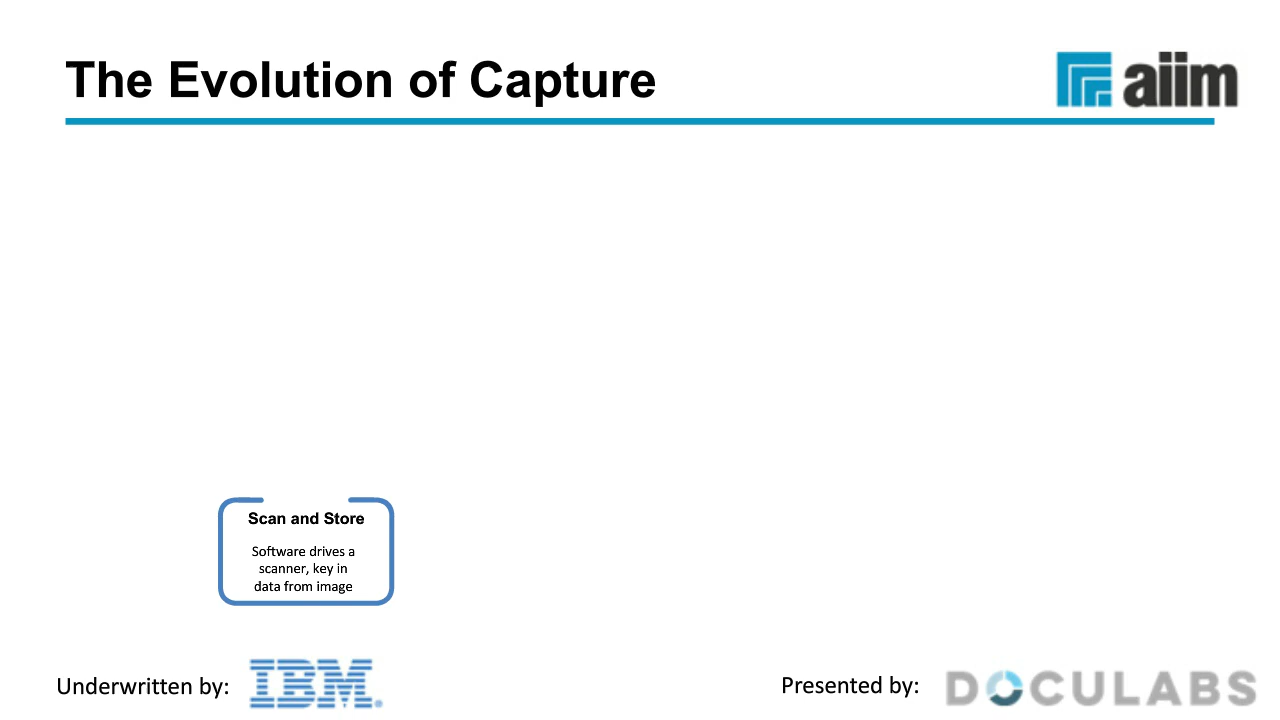 The Evolution of Capture
aiim
Scan and Store
Software drives a
scanner, key in
data from image
Underwritten by:
IBM
Presented by:
DOCULABS